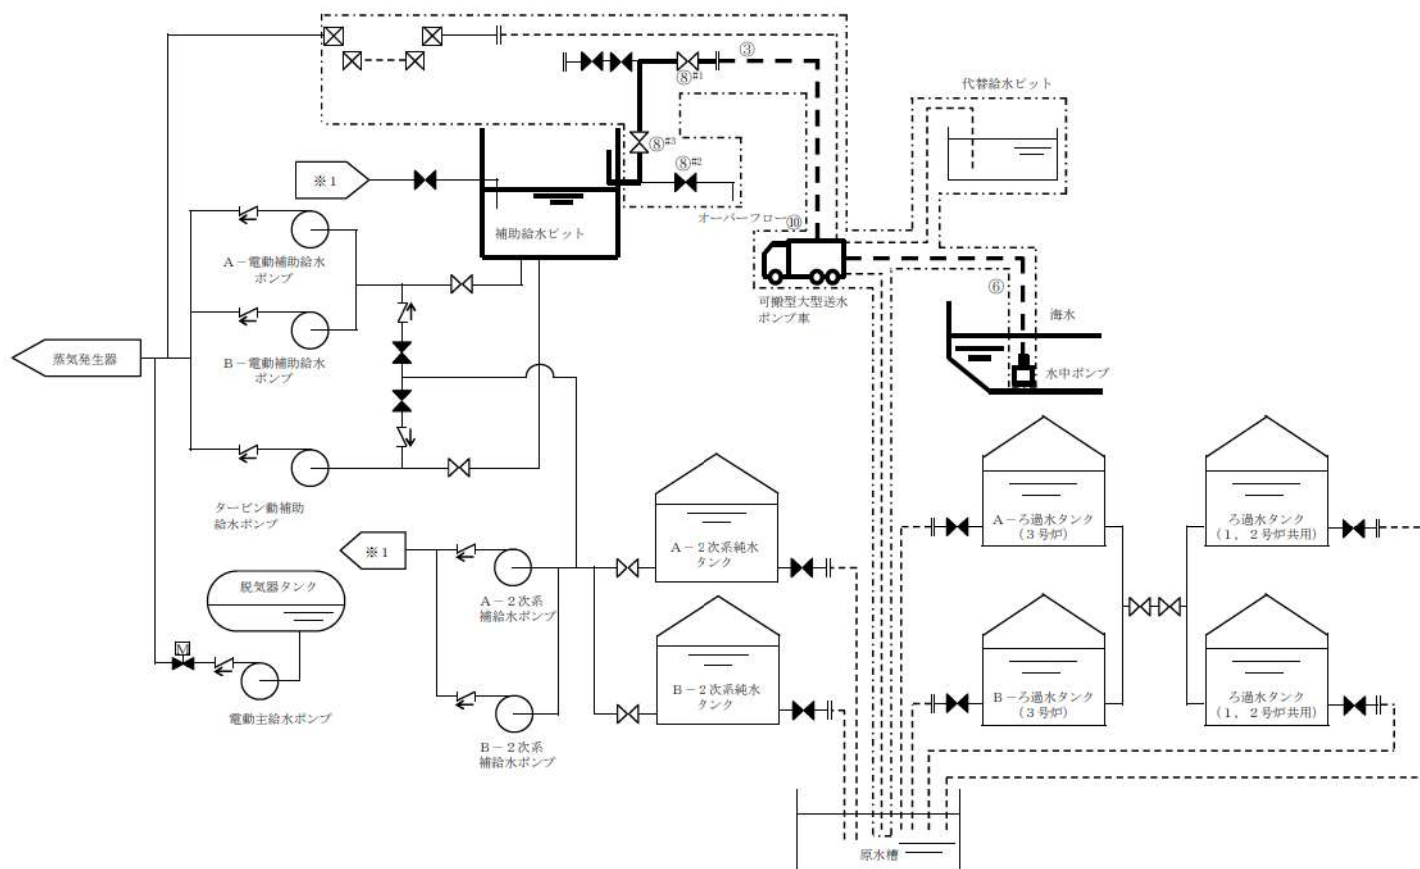 ③
⑧#1
代替給水ピット
⑧#3
⑧#2
※1
オーバーフロー
⑩
補助給水ピット
A-電動補助給水
ポンプ
⑥
可搬型大型送水
ポンプ車
海水
蒸気発生器
B-電動補助給水
ポンプ
水中ポンプ
タービン動補助
給水ポンプ
A-ろ過水タンク
(3号炉)
ろ過水タンク
(1,2号炉共用)
※1
A-2次系純水
タンク
脱気器タンク
A-2次系
補給水ポンプ
M
B-2次系純水
タンク
B-ろ過水タンク
(3号炉)
ろ過水タンク
(1,2号炉共用)
電動主給水ポンプ
B-2次系
補給水ポンプ
原水槽